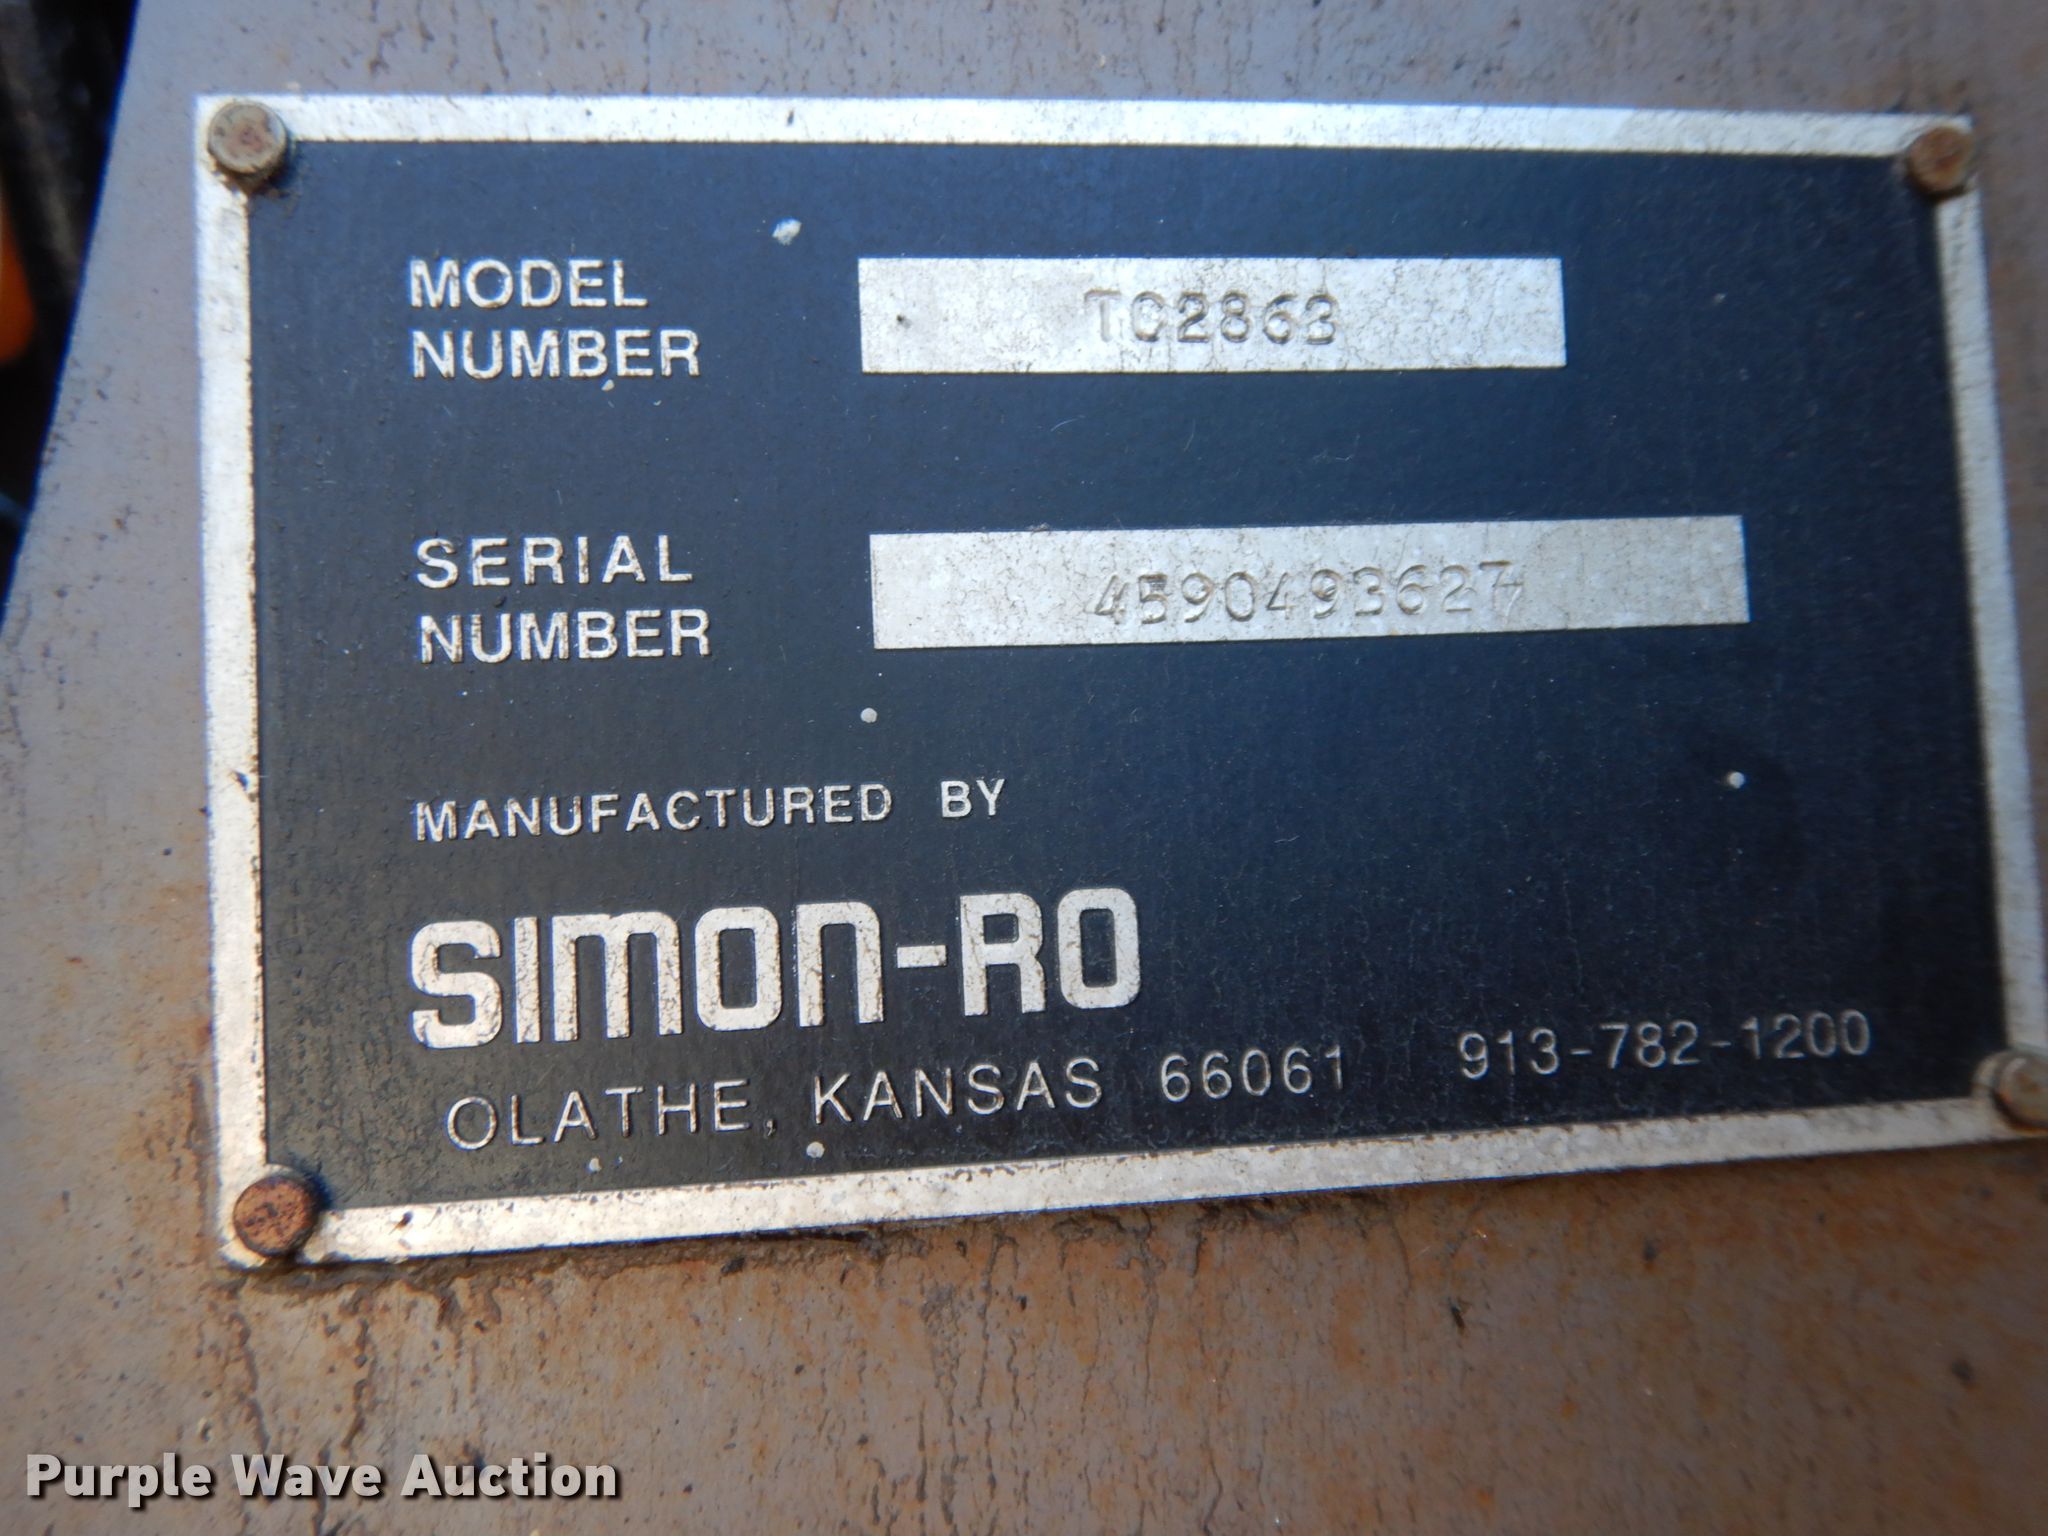 MODEL
NUMBER
TC2863
SERIAL
NUMBER
4590493627
MANUFACTURED BY
SIMON-RO
OLATHE, KANSAS 66061 913-782-1200
Purple Wave Auction